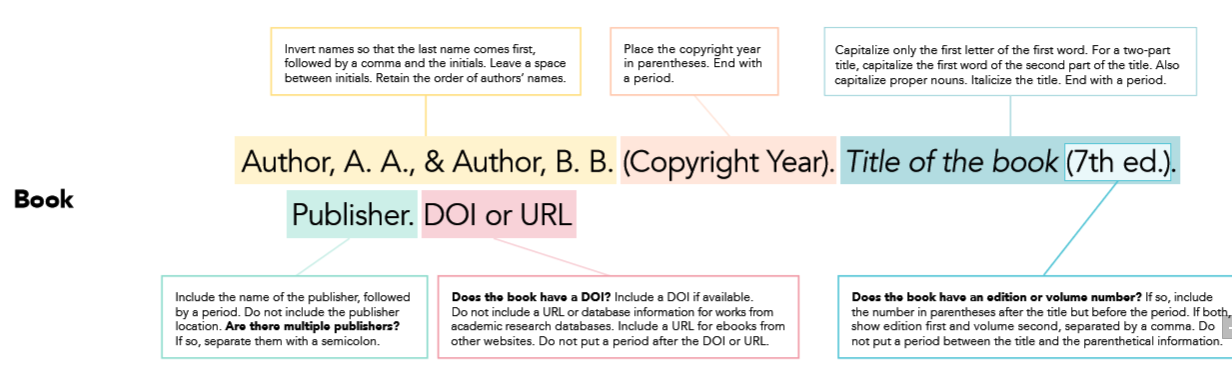 Invert names so that the last name comes first,
followed by a comma and the initials. Leave a space
between initials. Retain the order of authors' names.
Place the copyright year
in parentheses. End with
a period.
Capitalize only the first letter of the first word. For a two-part
title, capitalize the first word of the second part of the title. Also
capitalize proper nouns. Italicize the title. End with a period.
Book
Author, A. A., & Author, B. B. (Copyright Year). Title of the book (7th ed.).
Publisher. DOI or URL
Include the name of the publisher, followed
by a period. Do not include the publisher
location. Are there multiple publishers?
If so, separate them with a semicolon.
Does the book have a DOI? Include a DOI if available.
Do not include a URL or database information for works from
academic research databases. Include a URL for ebooks from
other websites. Do not put a period after the DOI or URL.
Does the book have an edition or volume number? If so, include
the number in parentheses after the title but before the period. If both,
show edition first and volume second, separated by a comma. Do
not put a period between the title and the parenthetical information.